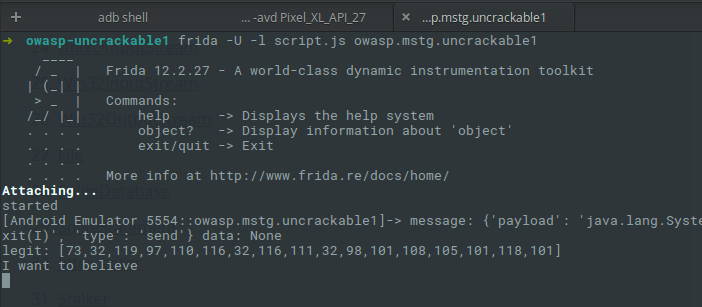 adb shell
... -avd Pixel_XL_API_27
...p.mstg.uncrackable1
→ owasp-uncrackable1 frida -U -l script.js owasp.mstg.uncrackable1
Frida 12.2.27 - A world-class dynamic instrumentation toolkit
Commands:
help -> Displays the help system
object? -> Display information about 'object'
exit/quit -> Exit
More info at http://www.frida.re/docs/home/
Attaching...
started
[Android Emulator 5554::owasp.mstg.uncrackable1]-> message: {'payload': 'java.lang.Syste
xit(I)', 'type': 'send'} data: None
legit: [73,32,119,97,110,116,32,116,111,32,98,101,108,105,101,118,101]
I want to believe
Stalker